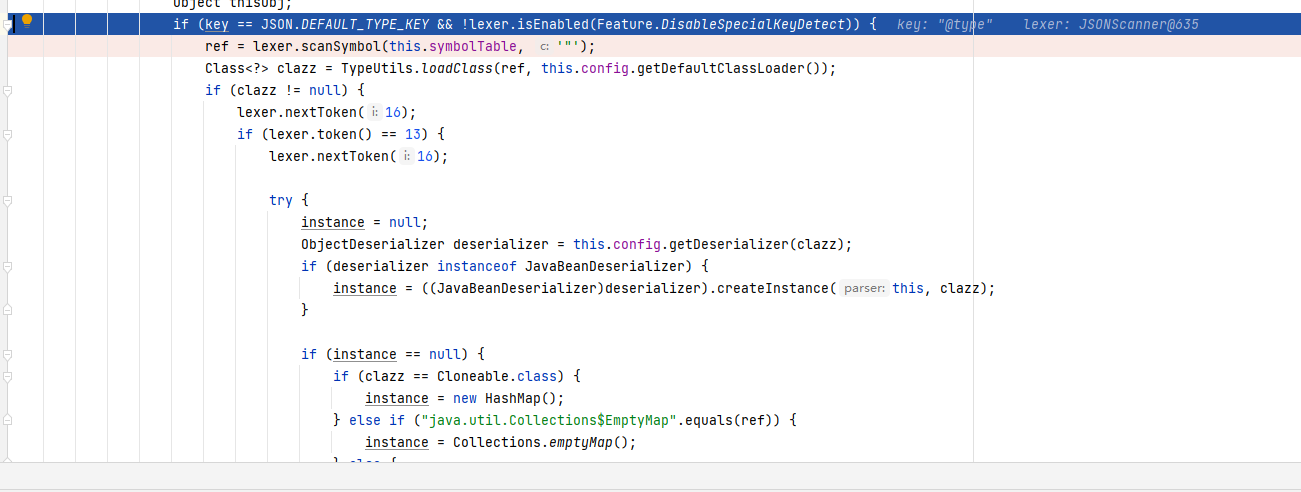 Object thisObj;
if (key == JSON.DEFAULT_TYPE_KEY && !lexer.isEnabled(Feature.DisableSpecialKeyDetect)) { key: "@type" lexer: JSONScanner@635
ref = lexer.scanSymbol(this.symbolTable, c: '"');
Class<?> clazz = TypeUtils.loadClass(ref, this.config.getDefaultClassLoader());
if (clazz != null) {
lexer.nextToken( i: 16);
if (lexer.token() == 13) {
lexer.nextToken( i: 16);
try {
instance = null;
ObjectDeserializer deserializer = this.config.getDeserializer(clazz);
if (deserializer instanceof JavaBeanDeserializer) {
instance = ((JavaBeanDeserializer)deserializer).createInstance( parser: this, clazz);
}
if (instance == null) {
if (clazz == Cloneable.class) {
instance = new HashMap();
} else if ("java.util.Collections$EmptyMap".equals(ref)) {
instance = Collections.emptyMap();
} else {